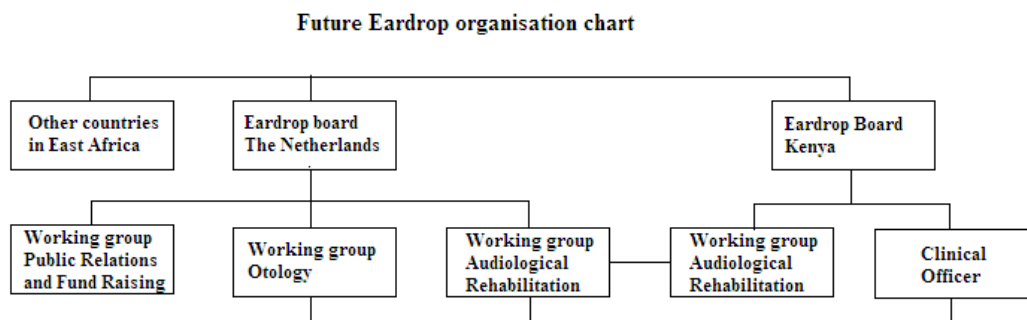 Future Eardrop organisation chart
Other countries
in East Africa
Eardrop board
The Netherlands
Eardrop Board
Kenya
Working group
Public Relations
and Fund Raising
Working group
Otology
Working group
Audiological
Rehabilitation
Working group
Audiological
Rehabilitation
Clinical
Officer